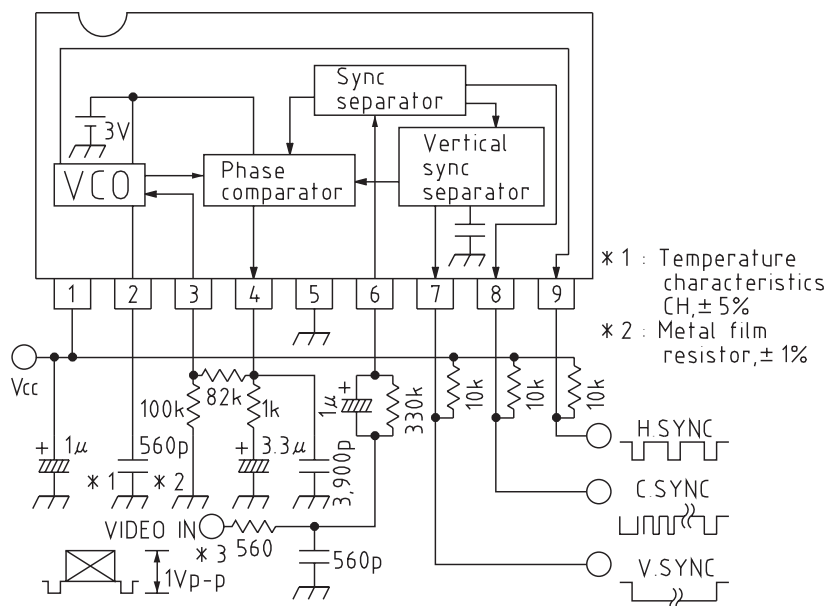 Sync
separator
3V
Vertical
sync
separator
VCO
Phase
comparator
1 2 3 4 5 6 7 8 9
* 1 : Temperature
characteristics
CH, ± 5%
* 2 : Metal film
resistor, ± 1%
Vcc
82k
100k
1k
1μ
330k
10k
10k
10k
1μ
560p
3.3μ
3,900p
* 1
* 2
H.SYNC
C.SYNC
VIDEO IN
* 3
560
560p
1Vp-p
V.SYNC